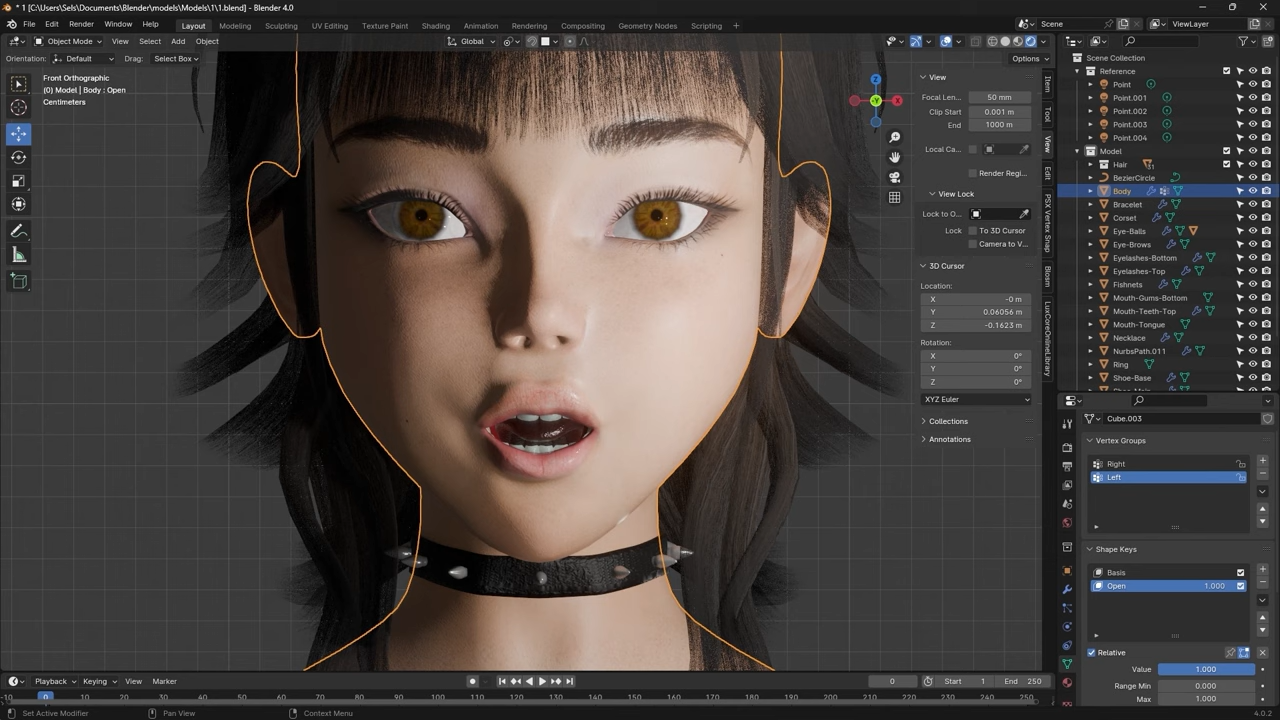 * 1 [C:\Users\Sels\Documents\Blender\models\Models\1\1.blend] - Blender 4.0
File Edit Render Window Help Layout Modeling Sculpting UV Editing Texture Paint Shading Animation Rendering Compositing Geometry Nodes Scripting + Scene ViewLayer
Object Mode View Select Add Object Global
Orientation: Default Drag: Select Box Options
Front Orthographic
(0) Model | Body : Open
Centimeters
Z
-Y
X
View
Focal Len... 50 mm
Clip Start 0.001 m
End 1000 m
Local Ca...
Render Regi...
View Lock
Lock to O...
Lock To 3D Cursor
Camera to V...
3D Cursor
Location:
X -0 m
Y 0.06056 m
Z -0.1623 m
Rotation:
X 0°
Y 0°
Z 0°
XYZ Euler
Collections
Annotations
Item
Tool
View
Edit
PSX Vertex Snap
Blosm
LuxCoreOnlineLibrary
Scene Collection
Reference
Point
Point.001
Point.002
Point.003
Point.004
Model
Hair 31
BezierCircle
Body
Bracelet
Corset
Eye-Balls
Eye-Brows
Eyelashes-Bottom
Eyelashes-Top
Fishnets
Mouth-Gums-Bottom
Mouth-Teeth-Top
Mouth-Tongue
Necklace
NurbsPath.011
Ring
Shoe-Base
Cube.003
Vertex Groups
Right
Left
Shape Keys
Basis
Open 1.000
Relative
Value 1.000
Range Min 0.000
Max 1.000
Playback Keying View Marker 0 Start 1 End 250
-10 0 10 20 30 40 50 60 70 80 90 100 110 120 130 140 150 160 170 180 190 200 210 220 230 240 250
Set Active Modifier Pan View Context Menu 4.0.2